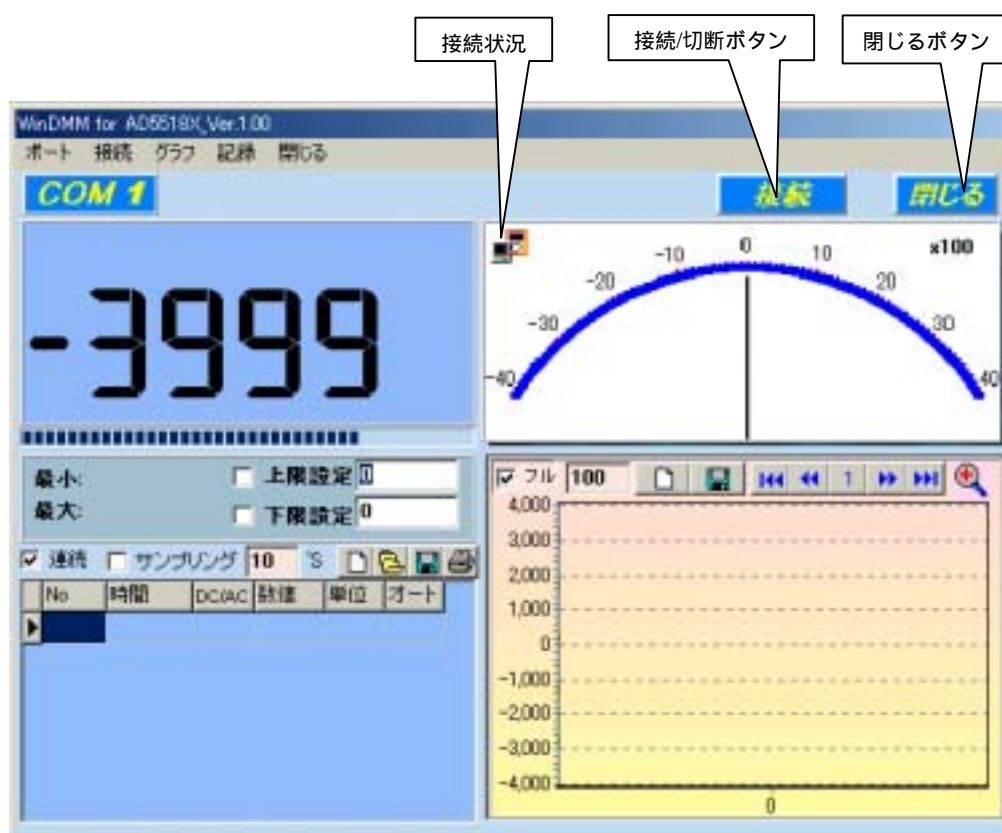 接続状況 接続/切断ボタン 閉じるボタン
WinDMM for AD5518X_Ver.1.00
ポート 接続 グラフ 記録 閉じる
COM 1 接続 閉じる
-3999
-40 -30 -20 -10 0 10 20 30 40 x100
最小: 上限設定 0
最大: 下限設定 0
連続 サンプリング 10 'S
No 時間 DC/AC 数値 単位 オート
フル 100 1
4,000
3,000
2,000
1,000
0
-1,000
-2,000
-3,000
-4,000
0